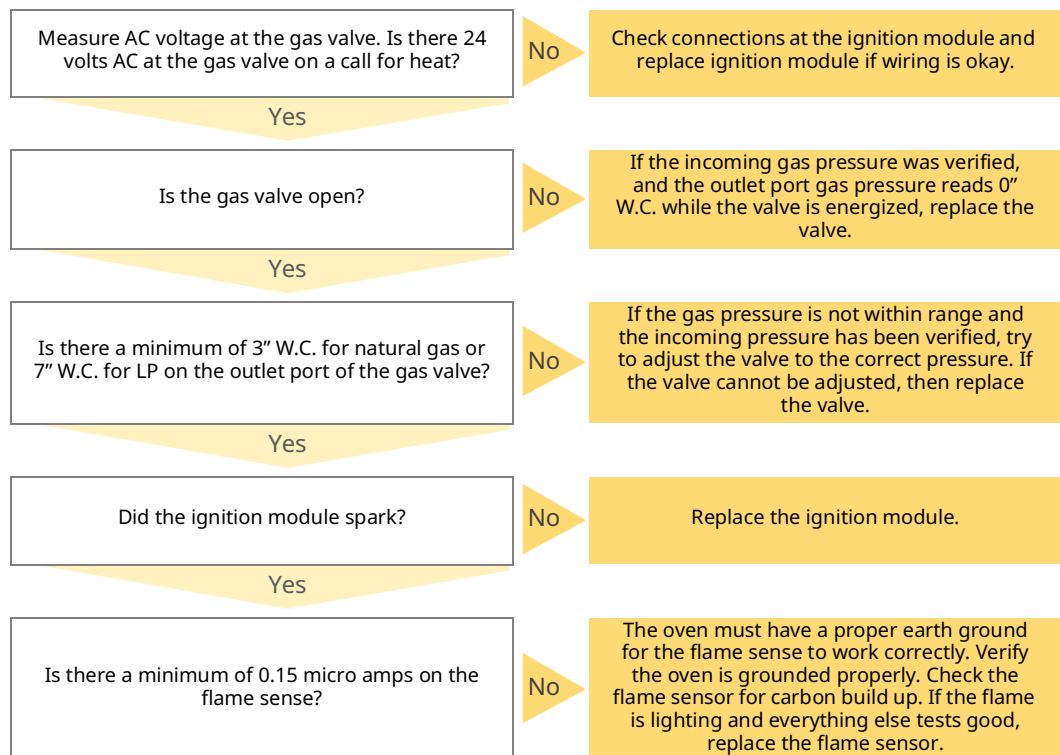 Measure AC voltage at the gas valve. Is there 24
volts AC at the gas valve on a call for heat?
No
Check connections at the ignition module and
replace ignition module if wiring is okay.
Yes
Is the gas valve open?
No
If the incoming gas pressure was verified,
and the outlet port gas pressure reads 0”
W.C. while the valve is energized, replace the
valve.
Yes
Is there a minimum of 3” W.C. for natural gas or
7” W.C. for LP on the outlet port of the gas valve?
No
If the gas pressure is not within range and
the incoming pressure has been verified, try
to adjust the valve to the correct pressure. If
the valve cannot be adjusted, then replace
the valve.
Yes
Did the ignition module spark?
No
Replace the ignition module.
Yes
Is there a minimum of 0.15 micro amps on the
flame sense?
No
The oven must have a proper earth ground
for the flame sense to work correctly. Verify
the oven is grounded properly. Check the
flame sensor for carbon build up. If the flame
is lighting and everything else tests good,
replace the flame sensor.